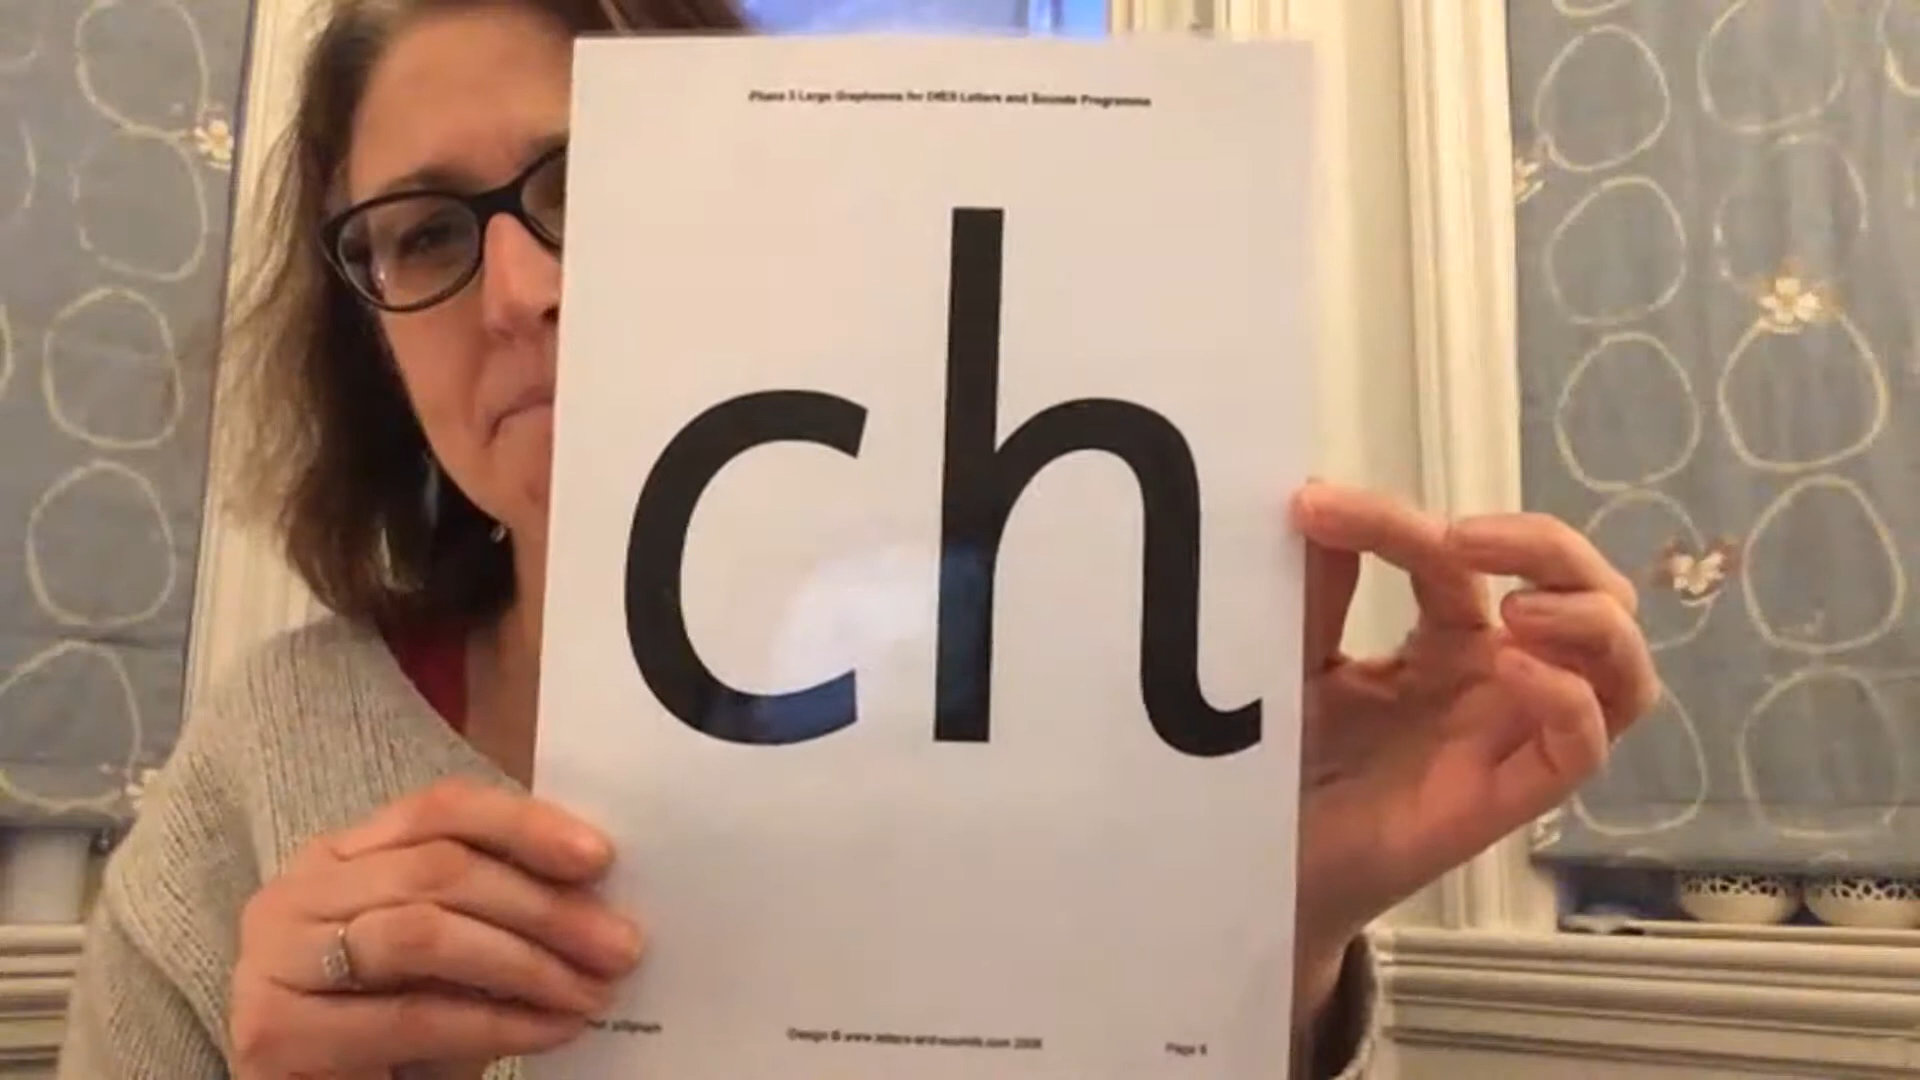 Phase 3 Large Graphemes for DfES Letters and Sounds Programme
ch
digraph
Design © www.letters-and-sounds.com 2008
Page 6